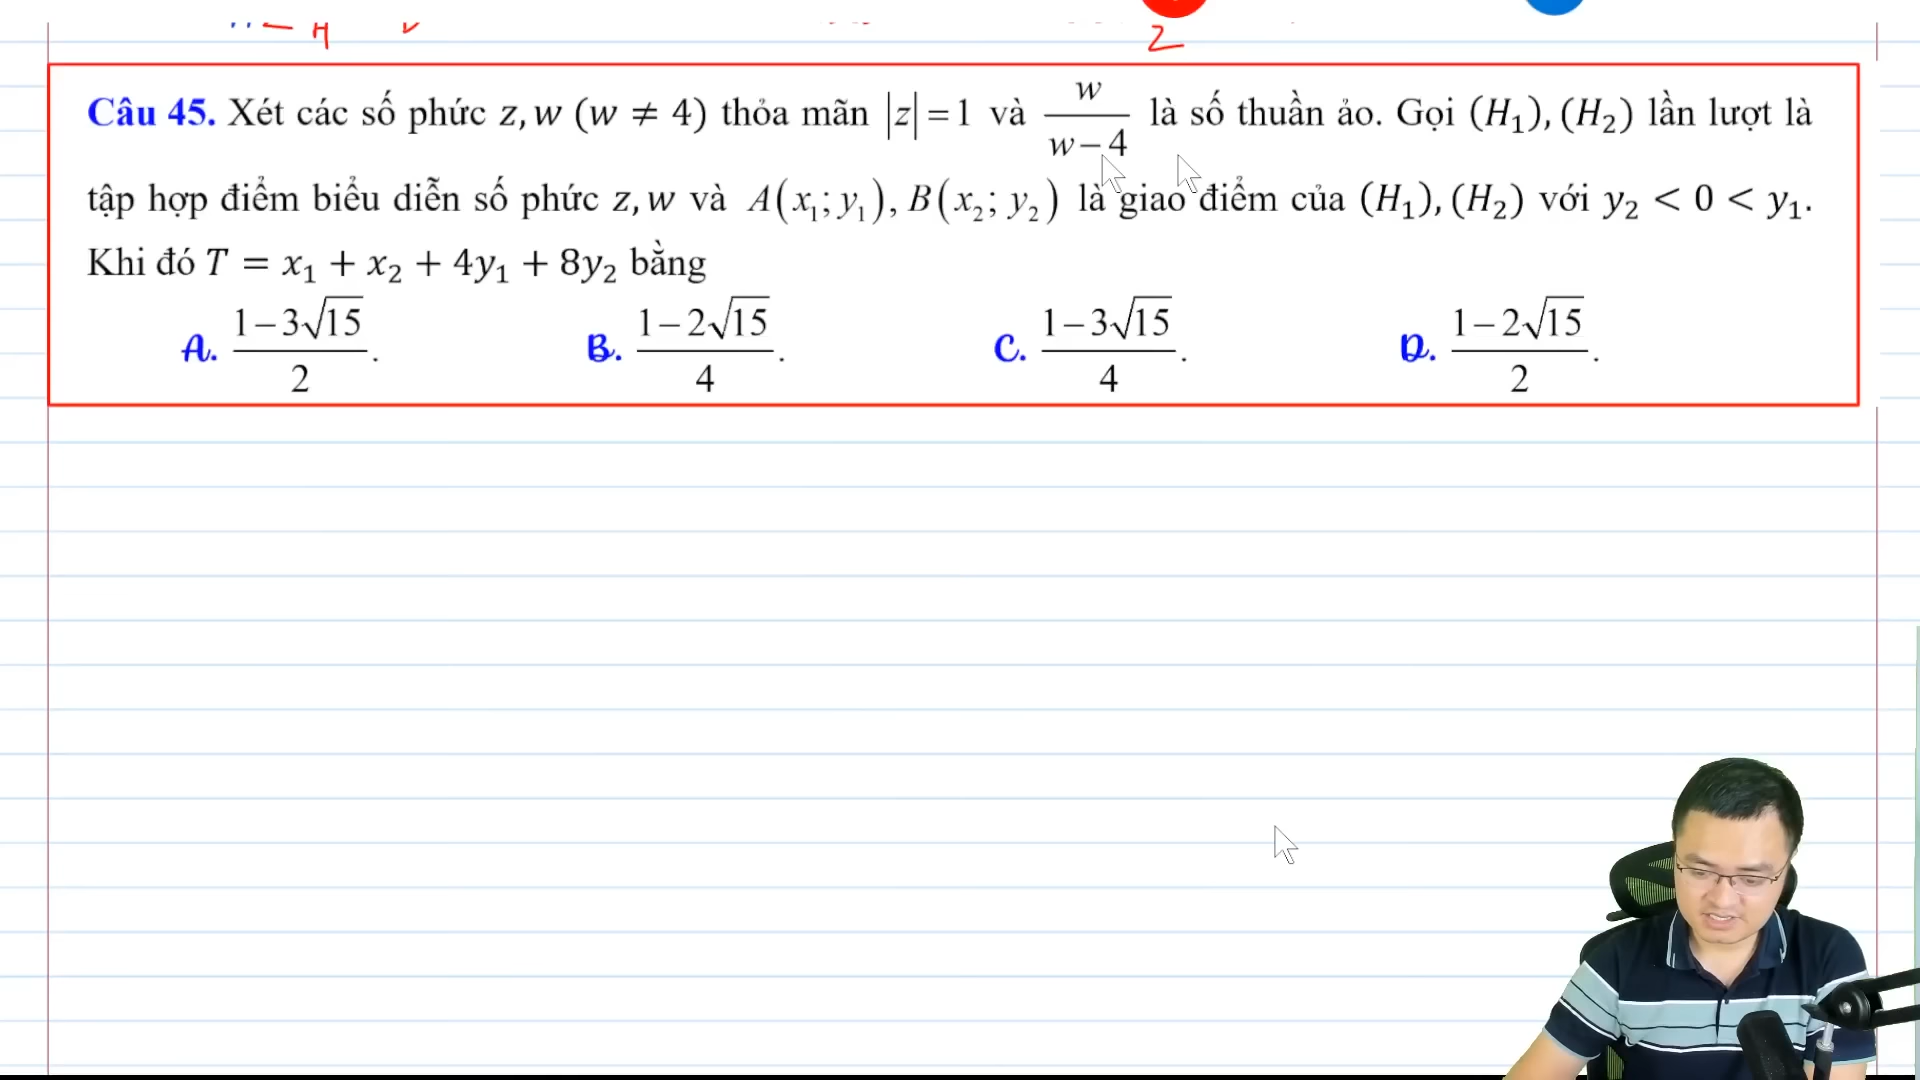 2
Câu 45. Xét các số phức z, w (w ≠ 4) thỏa mãn |z| = 1 và w/(w − 4) là số thuần ảo. Gọi (H₁), (H₂) lần lượt là
tập hợp điểm biểu diễn số phức z, w và A(x₁; y₁), B(x₂; y₂) là giao điểm của (H₁), (H₂) với y₂ < 0 < y₁.
Khi đó T = x₁ + x₂ + 4y₁ + 8y₂ bằng
A. (1 − 3√15)/2. B. (1 − 2√15)/4. C. (1 − 3√15)/4. D. (1 − 2√15)/2.